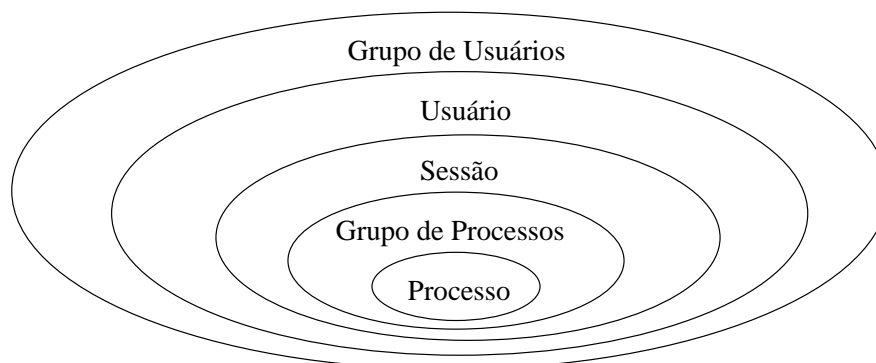 Grupo de Usuários
Usuário
Sessão
Grupo de Processos
Processo